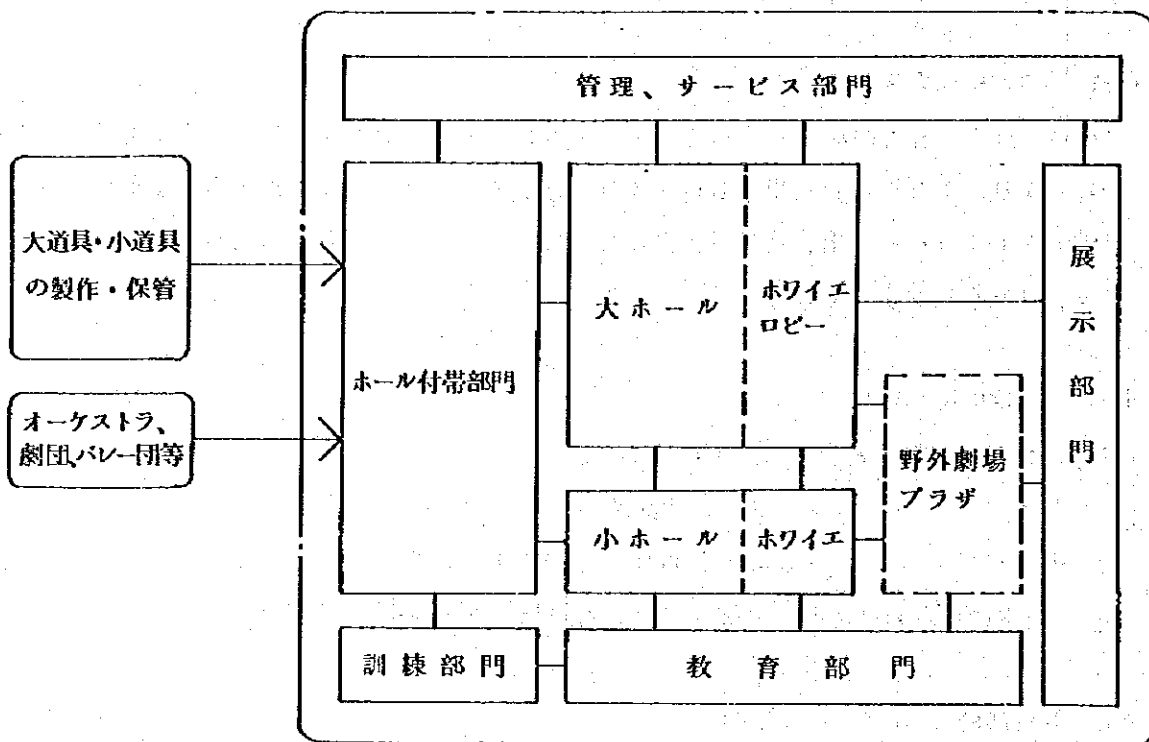 管理、サービス部門
大道具・小道具
の製作・保管
オーケストラ、
劇団、バレー団等
ホール付帯部門
大ホール
ホワイエ
ロビー
小ホール
ホワイエ
野外劇場
プラザ
展示部門
訓練部門
教育部門